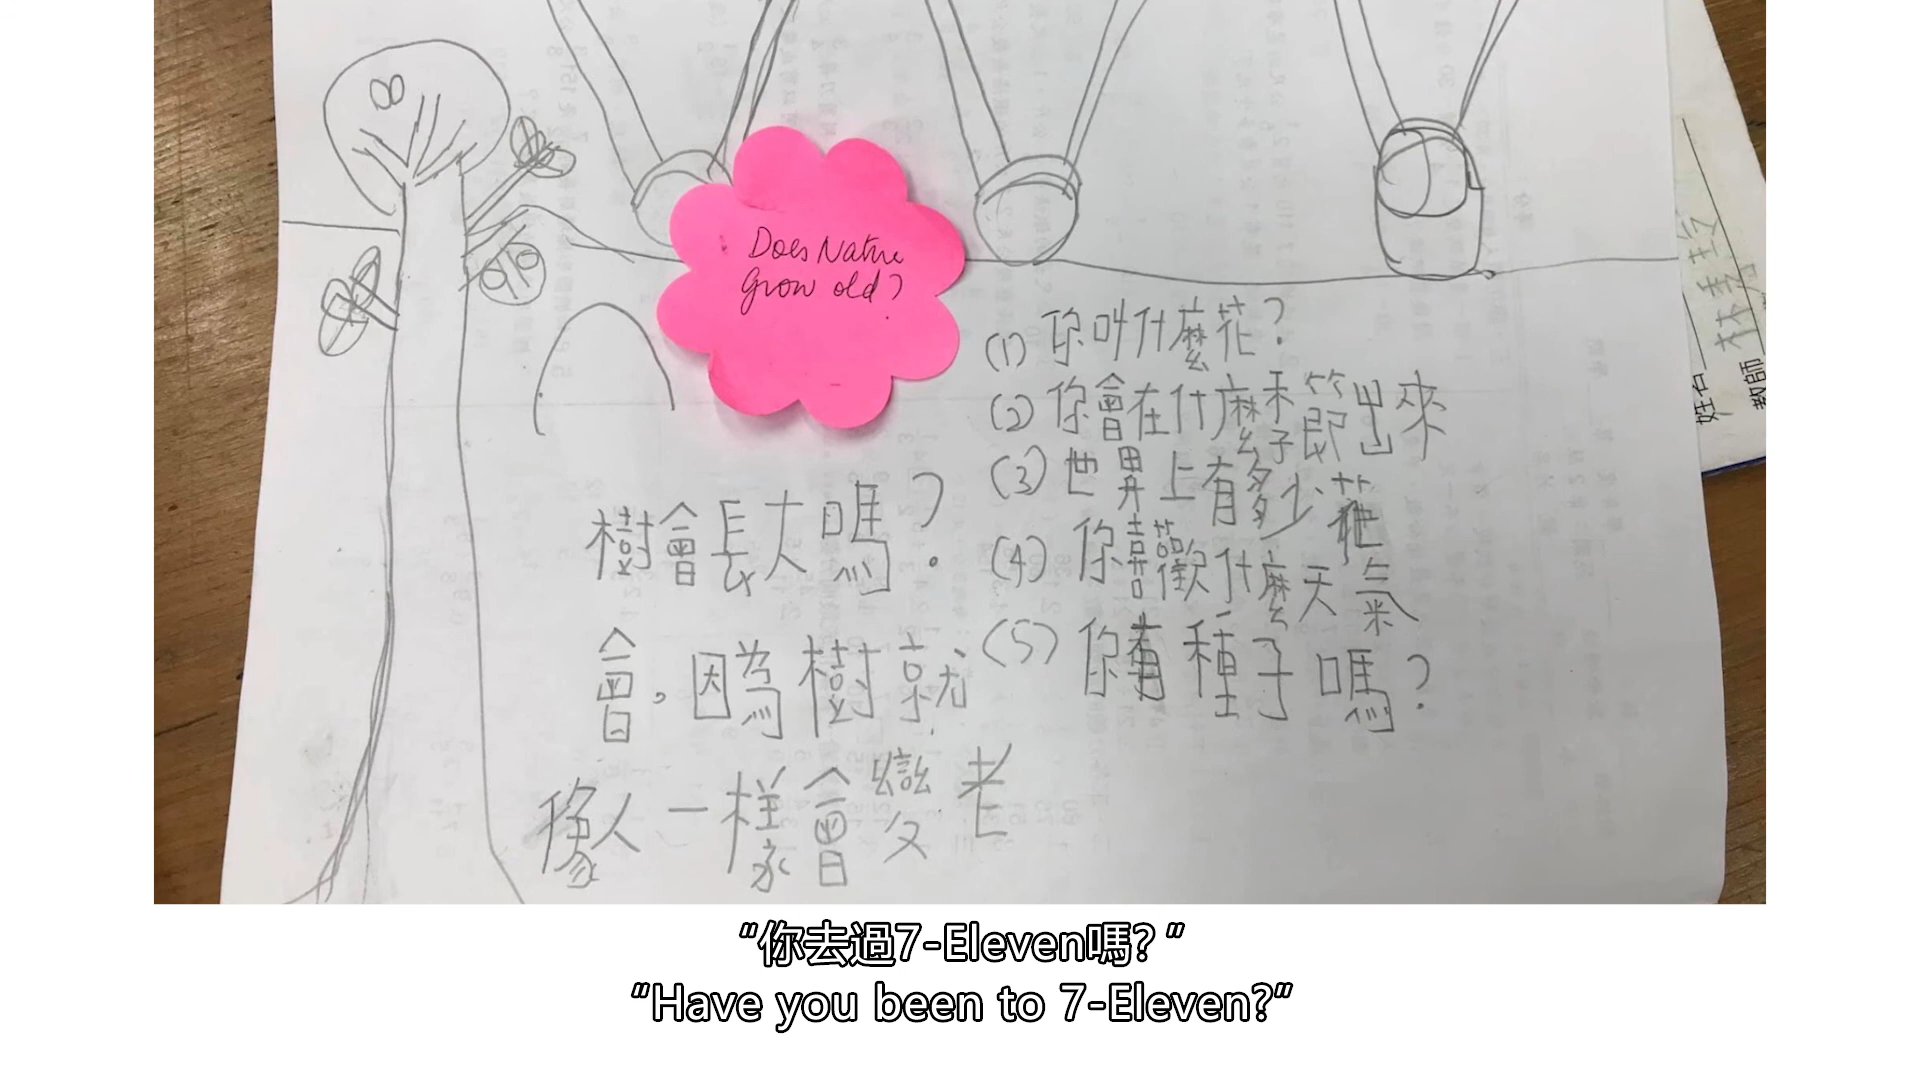 Does Nature
Grow old?
(1) 你叫什麼花?
(2) 你會在什麼季節出來
(3) 世界上有多少花
(4) 你喜歡什麼天氣
(5) 你有種子嗎?
樹會長大嗎?
會,因為樹就
像人一樣會變老
姓名
教師
“你去過7-Eleven嗎?”
“Have you been to 7-Eleven?”